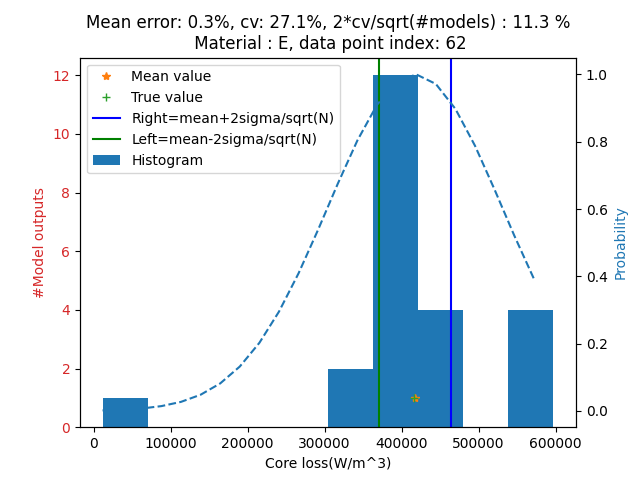 Mean error: 0.3%, cv: 27.1%, 2*cv/sqrt(#models) : 11.3 %
Material : E, data point index: 62
Mean value
True value
Right=mean+2sigma/sqrt(N)
Left=mean-2sigma/sqrt(N)
Histogram
#Model outputs
12
10
8
6
4
2
0
1.0
0.8
0.6
0.4
0.2
0.0
Probability
0 100000 200000 300000 400000 500000 600000
Core loss(W/m^3)